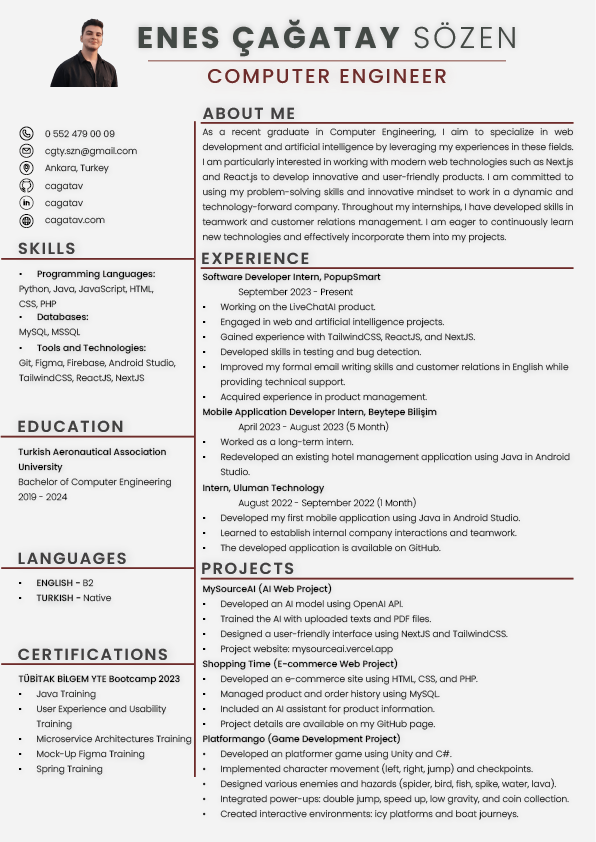 ENES ÇAĞATAY SÖZEN
COMPUTER ENGINEER
0 552 479 00 09
cgty.szn@gmail.com
Ankara, Turkey
cagatav
cagatav
cagatav.com
SKILLS
• Programming Languages:
Python, Java, JavaScript, HTML,
CSS, PHP
• Databases:
MySQL, MSSQL
• Tools and Technologies:
Git, Figma, Firebase, Android Studio,
TailwindCSS, ReactJS, NextJS
EDUCATION
Turkish Aeronautical Association
University
Bachelor of Computer Engineering
2019 - 2024
LANGUAGES
• ENGLISH - B2
• TURKISH - Native
CERTIFICATIONS
TÜBİTAK BİLGEM YTE Bootcamp 2023
• Java Training
• User Experience and Usability
Training
• Microservice Architectures Training
• Mock-Up Figma Training
• Spring Training
ABOUT ME
As a recent graduate in Computer Engineering, I aim to specialize in web
development and artificial intelligence by leveraging my experiences in these fields.
I am particularly interested in working with modern web technologies such as Next.js
and React.js to develop innovative and user-friendly products. I am committed to
using my problem-solving skills and innovative mindset to work in a dynamic and
technology-forward company. Throughout my internships, I have developed skills in
teamwork and customer relations management. I am eager to continuously learn
new technologies and effectively incorporate them into my projects.
EXPERIENCE
Software Developer Intern, PopupSmart
September 2023 - Present
• Working on the LiveChatAI product.
• Engaged in web and artificial intelligence projects.
• Gained experience with TailwindCSS, ReactJS, and NextJS.
• Developed skills in testing and bug detection.
• Improved my formal email writing skills and customer relations in English while
providing technical support.
• Acquired experience in product management.
Mobile Application Developer Intern, Beytepe Bilişim
April 2023 - August 2023 (5 Month)
• Worked as a long-term intern.
• Redeveloped an existing hotel management application using Java in Android
Studio.
Intern, Uluman Technology
August 2022 - September 2022 (1 Month)
• Developed my first mobile application using Java in Android Studio.
• Learned to establish internal company interactions and teamwork.
• The developed application is available on GitHub.
PROJECTS
MySourceAI (AI Web Project)
• Developed an AI model using OpenAI API.
• Trained the AI with uploaded texts and PDF files.
• Designed a user-friendly interface using NextJS and TailwindCSS.
• Project website: mysourceai.vercel.app
Shopping Time (E-commerce Web Project)
• Developed an e-commerce site using HTML, CSS, and PHP.
• Managed product and order history using MySQL.
• Included an AI assistant for product information.
• Project details are available on my GitHub page.
Platformango (Game Development Project)
• Developed an platformer game using Unity and C#.
• Implemented character movement (left, right, jump) and checkpoints.
• Designed various enemies and hazards (spider, bird, fish, spike, water, lava).
• Integrated power-ups: double jump, speed up, low gravity, and coin collection.
• Created interactive environments: icy platforms and boat journeys.